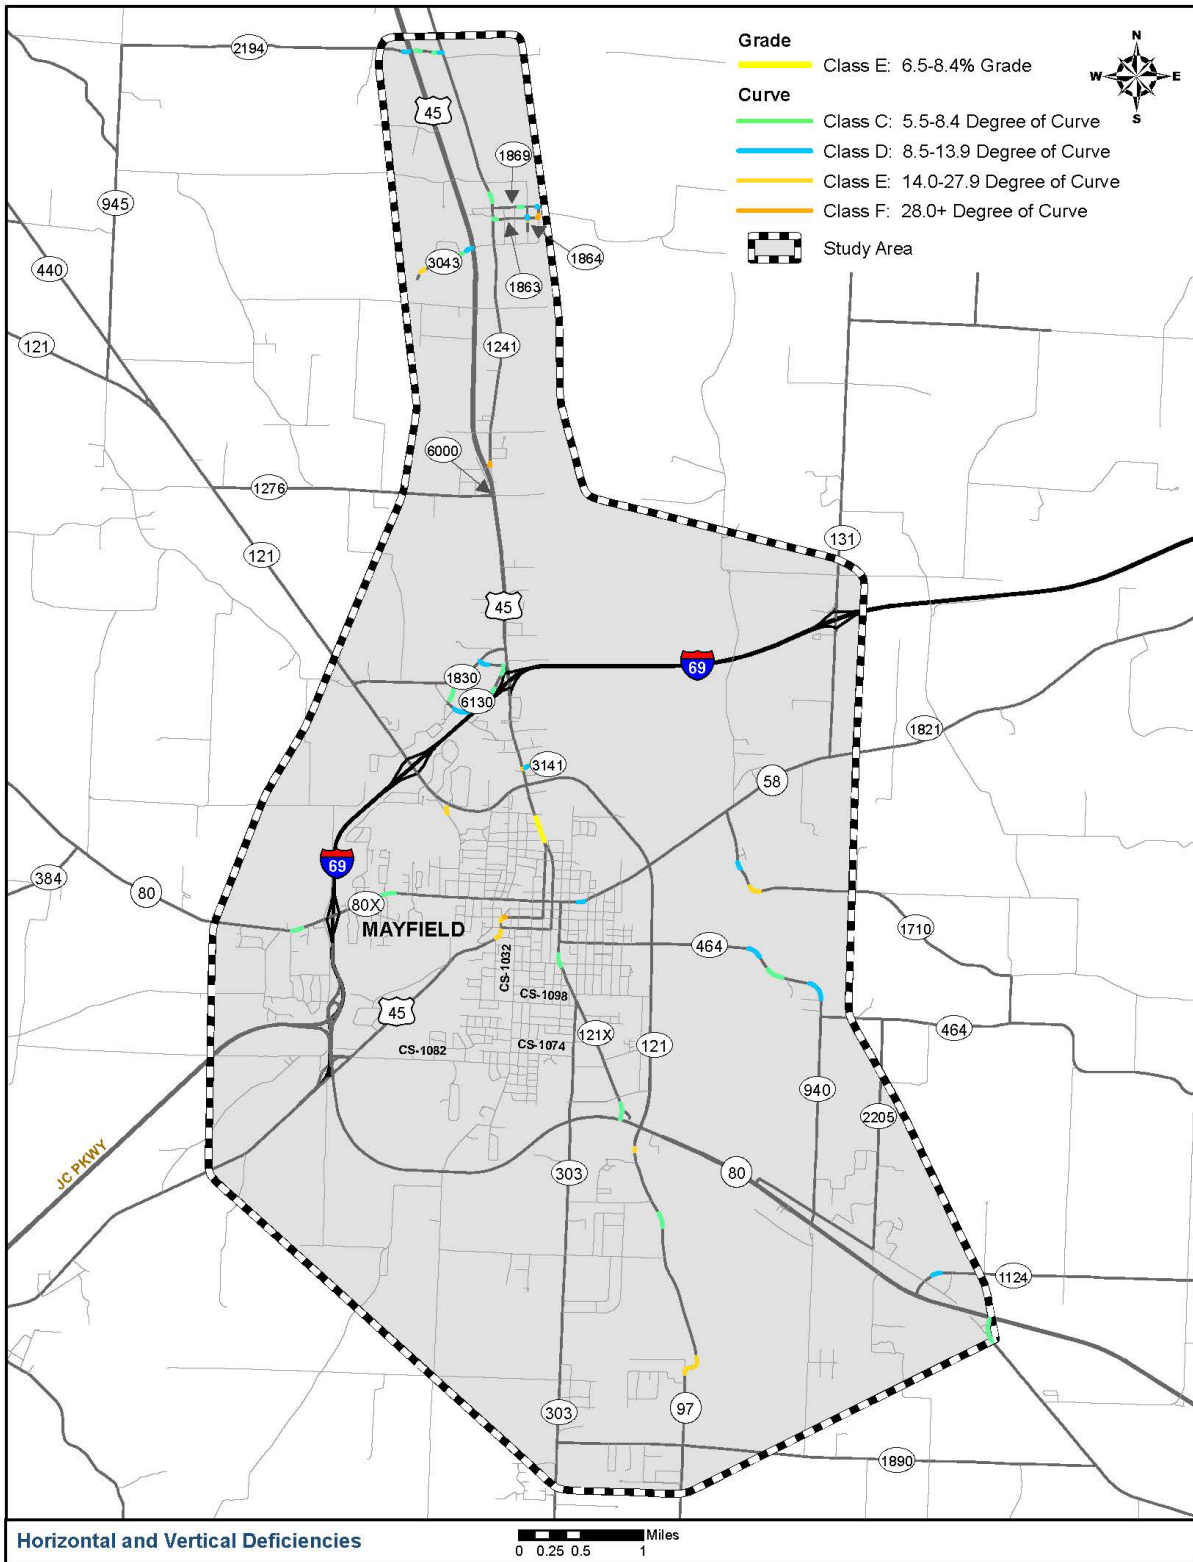 Grade
Class E: 6.5-8.4% Grade
Curve
Class C: 5.5-8.4 Degree of Curve
Class D: 8.5-13.9 Degree of Curve
Class E: 14.0-27.9 Degree of Curve
Class F: 28.0+ Degree of Curve
Study Area
N
W E
S
2194
45
1869
945
440
3043
1864
1863
121
1241
6000
1276
131
121
45
69
1830
6130
1821
3141
58
69
384
80
80X
MAYFIELD
1710
464
CS-1032
CS-1098
45
464
121X
121
CS-1082
CS-1074
940
2205
JC PKWY
303
80
1124
303
97
1890
Horizontal and Vertical Deficiencies
Miles
0 0.25 0.5 1